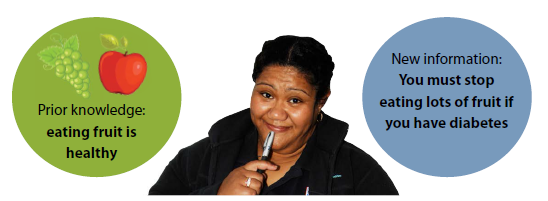 Prior knowledge:
eating fruit is
healthy
New information:
You must stop
eating lots of fruit if
you have diabetes